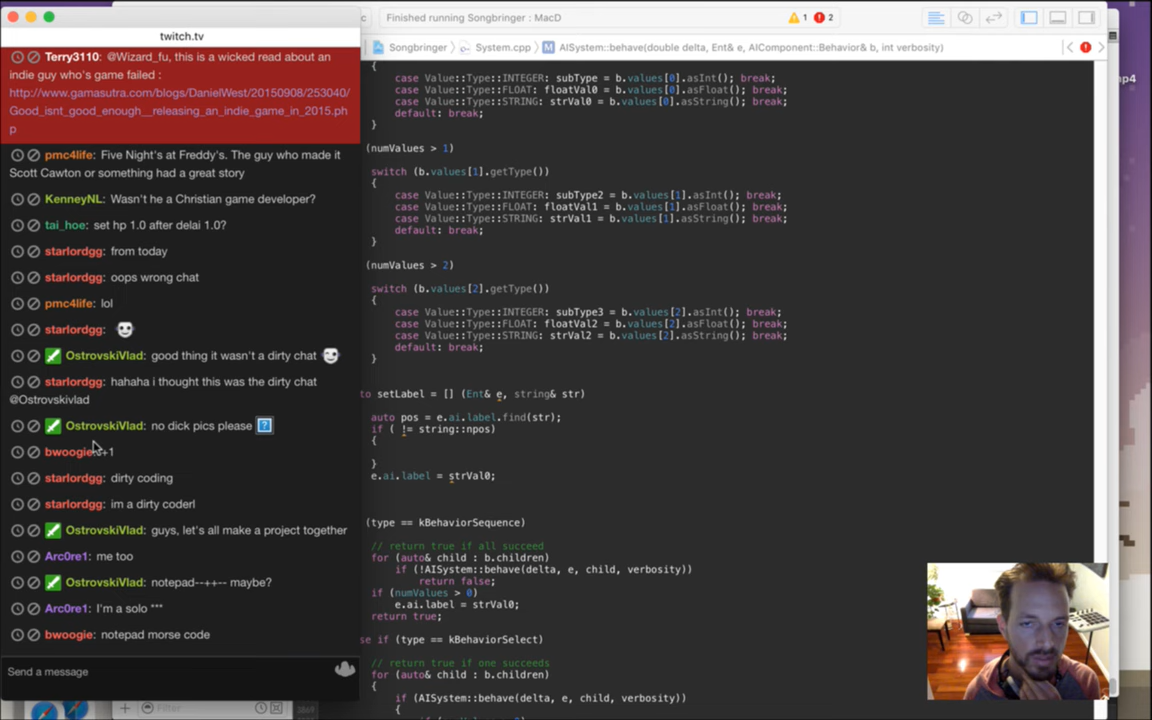 twitch.tv
Terry3110: @Wizard_fu, this is a wicked read about an
indie guy who's game failed :
http://www.gamasutra.com/blogs/DanielWest/20150908/253040/
Good_isnt_good_enough__releasing_an_indie_game_in_2015.ph
p
pmc4life: Five Night's at Freddy's. The guy who made it
Scott Cawton or something had a great story
KenneyNL: Wasn't he a Christian game developer?
tai_hoe: set hp 1.0 after delai 1.0?
starlordgg: from today
starlordgg: oops wrong chat
pmc4life: lol
starlordgg:
OstrovskiVlad: good thing it wasn't a dirty chat
starlordgg: hahaha i thought this was the dirty chat
@Ostrovskivlad
OstrovskiVlad: no dick pics please
bwoogie: +1
starlordgg: dirty coding
starlordgg: im a dirty coderl
OstrovskiVlad: guys, let's all make a project together
Arc0re1: me too
OstrovskiVlad: notepad--++-- maybe?
Arc0re1: I'm a solo ***
bwoogie: notepad morse code
Send a message
Filter
Finished running Songbringer : MacD
1
2
Songbringer
System.cpp
M AISystem::behave(double delta, Ent& e, AIComponent::Behavior& b, int verbosity)
{
case Value::Type::INTEGER: subType = b.values[0].asInt(); break;
case Value::Type::FLOAT: floatVal0 = b.values[0].asFloat(); break;
case Value::Type::STRING: strVal0 = b.values[0].asString(); break;
default: break;
}
(numValues > 1)
switch (b.values[1].getType())
{
case Value::Type::INTEGER: subType2 = b.values[1].asInt(); break;
case Value::Type::FLOAT: floatVal1 = b.values[1].asFloat(); break;
case Value::Type::STRING: strVal1 = b.values[1].asString(); break;
default: break;
}
(numValues > 2)
switch (b.values[2].getType())
{
case Value::Type::INTEGER: subType3 = b.values[2].asInt(); break;
case Value::Type::FLOAT: floatVal2 = b.values[2].asFloat(); break;
case Value::Type::STRING: strVal2 = b.values[2].asString(); break;
default: break;
}
to setLabel = [] (Ent& e, string& str)
auto pos = e.ai.label.find(str);
if ( != string::npos)
{
}
e.ai.label = strVal0;
(type == kBehaviorSequence)
// return true if all succeed
for (auto& child : b.children)
if (!AISystem::behave(delta, e, child, verbosity))
return false;
if (numValues > 0)
e.ai.label = strVal0;
return true;
se if (type == kBehaviorSelect)
// return true if one succeeds
for (auto& child : b.children)
{
if (AISystem::behave(delta, e, child, verbosity))
{
mp4